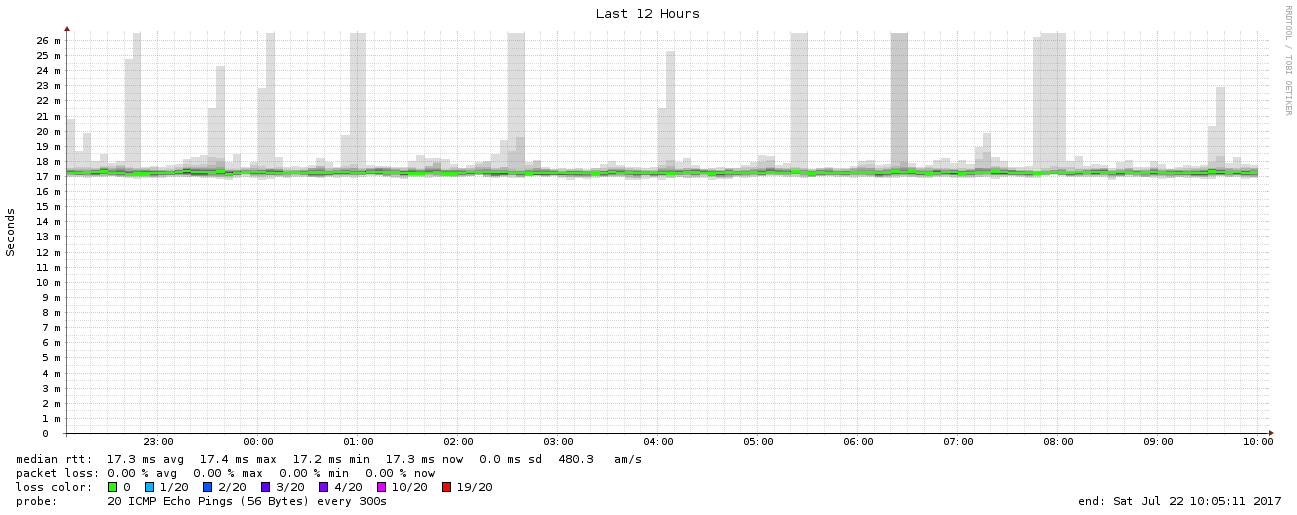 Last 12 Hours
RRDTOOL / TOBI OETIKER
Seconds
26 m
25 m
24 m
23 m
22 m
21 m
20 m
19 m
18 m
17 m
16 m
15 m
14 m
13 m
12 m
11 m
10 m
9 m
8 m
7 m
6 m
5 m
4 m
3 m
2 m
1 m
0
23:00 00:00 01:00 02:00 03:00 04:00 05:00 06:00 07:00 08:00 09:00 10:00
median rtt: 17.3 ms avg 17.4 ms max 17.2 ms min 17.3 ms now 0.0 ms sd 480.3 am/s
packet loss: 0.00 % avg 0.00 % max 0.00 % min 0.00 % now
loss color: 0 1/20 2/20 3/20 4/20 10/20 19/20
probe: 20 ICMP Echo Pings (56 Bytes) every 300s
end: Sat Jul 22 10:05:11 2017